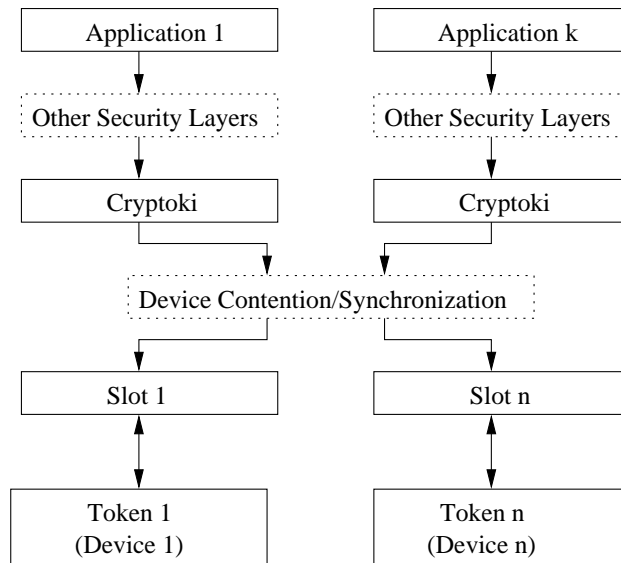 Application 1
Application k
Other Security Layers
Other Security Layers
Cryptoki
Cryptoki
Device Contention/Synchronization
Slot 1
Slot n
Token 1
(Device 1)
Token n
(Device n)